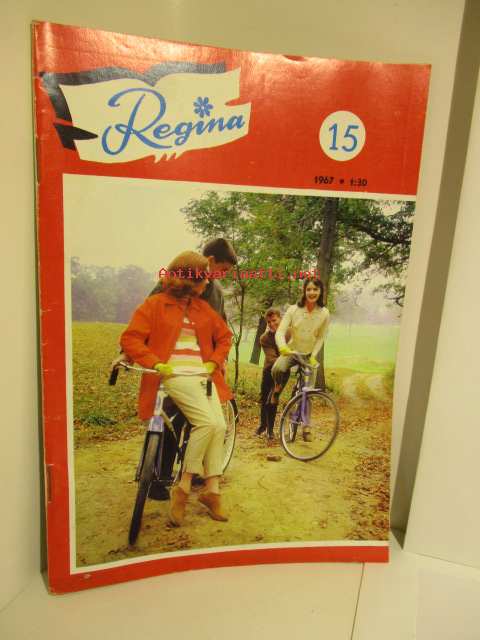 Regina
15
1967 * 1:30
Antikvariaatti.net